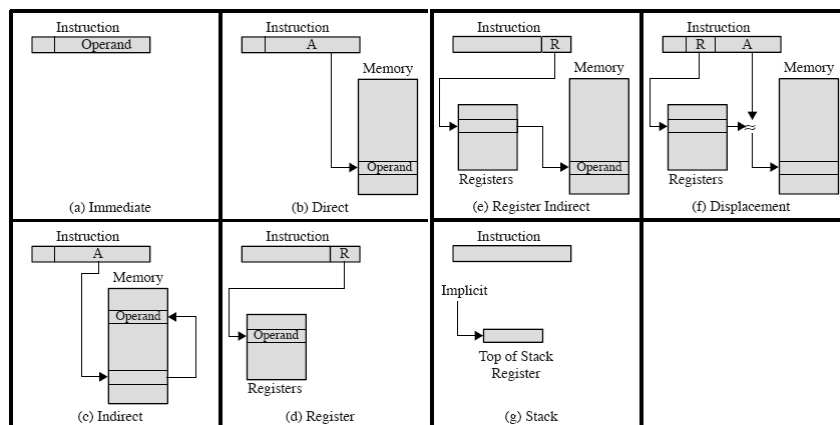 Instruction
Operand
(a) Immediate
Instruction
A
Memory
Operand
(b) Direct
Instruction
R
Memory
Operand
Registers
(e) Register Indirect
Instruction
R A
Memory
≈
Registers
(f) Displacement
Instruction
A
Memory
Operand
(c) Indirect
Instruction
R
Operand
Registers
(d) Register
Instruction
Implicit
Top of Stack
Register
(g) Stack